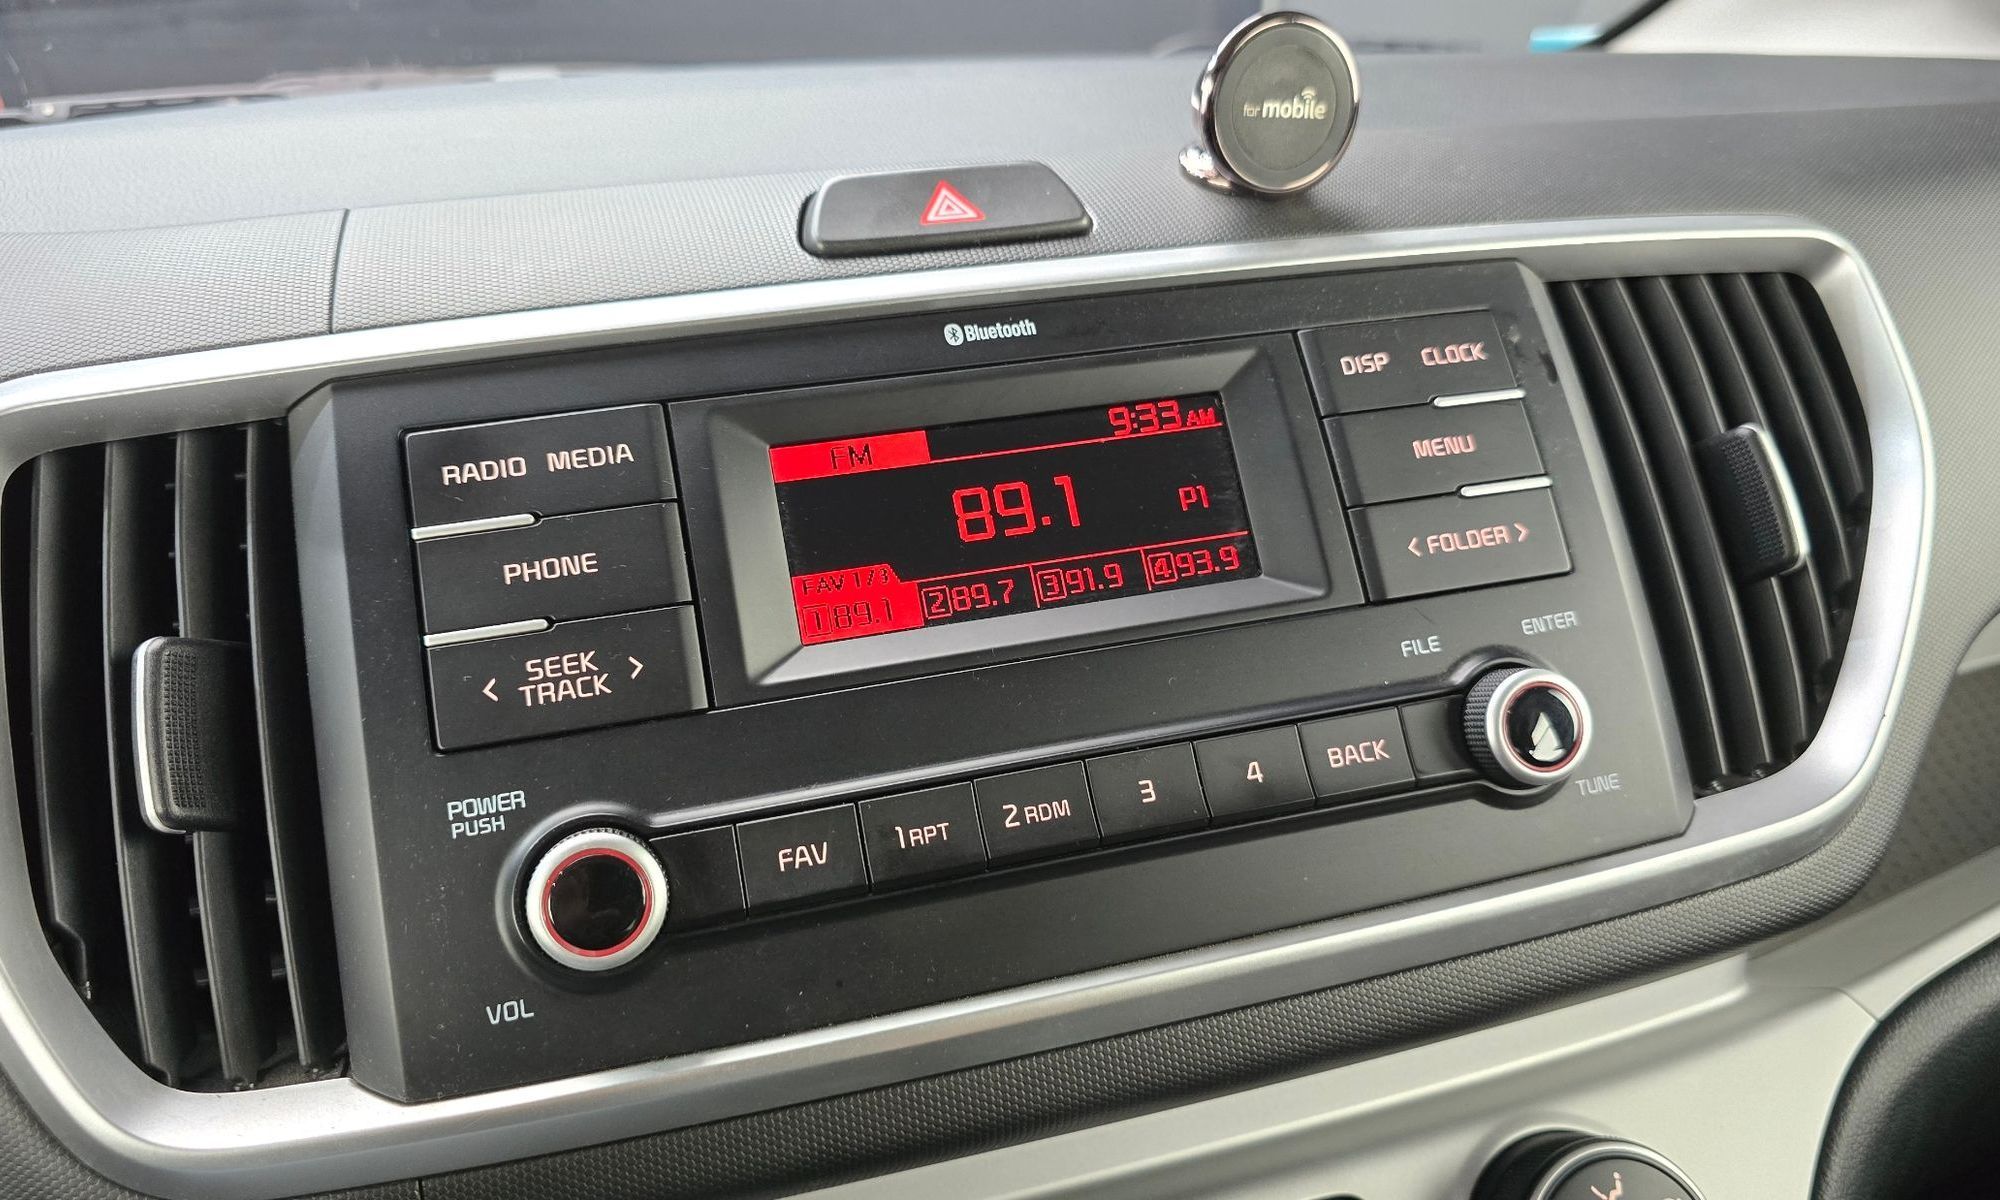 for mobile
Bluetooth
RADIO MEDIA
PHONE
< SEEK TRACK >
FM
9:33 AM
89.1
P1
FAV 1/3
1 89.1
2 89.7
3 91.9
4 93.9
DISP CLOCK
MENU
< FOLDER >
FILE
ENTER
TUNE
POWER
PUSH
VOL
FAV
1 RPT
2 RDM
3
4
BACK